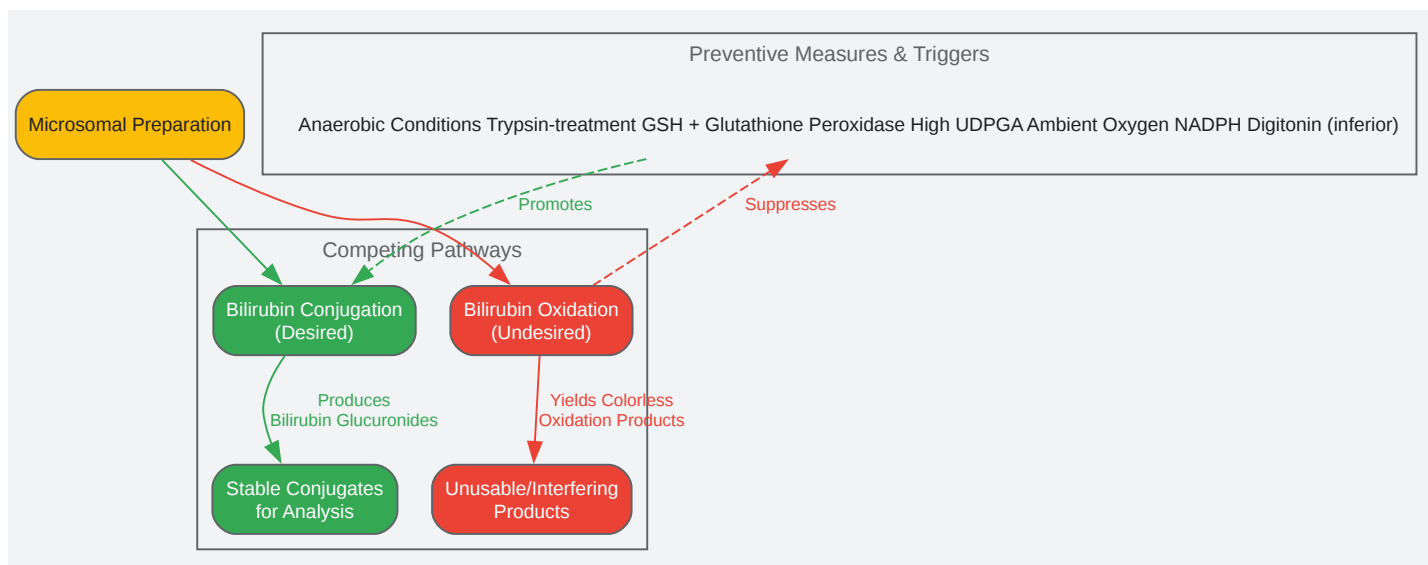 Preventive Measures & Triggers
Microsomal Preparation
Anaerobic Conditions Trypsin-treatment GSH + Glutathione Peroxidase High UDPGA Ambient Oxygen NADPH Digitonin (inferior)
Promotes
Suppresses
Competing Pathways
Bilirubin Conjugation
(Desired)
Bilirubin Oxidation
(Undesired)
Produces
Bilirubin Glucuronides
Yields Colorless
Oxidation Products
Stable Conjugates
for Analysis
Unusable/Interfering
Products